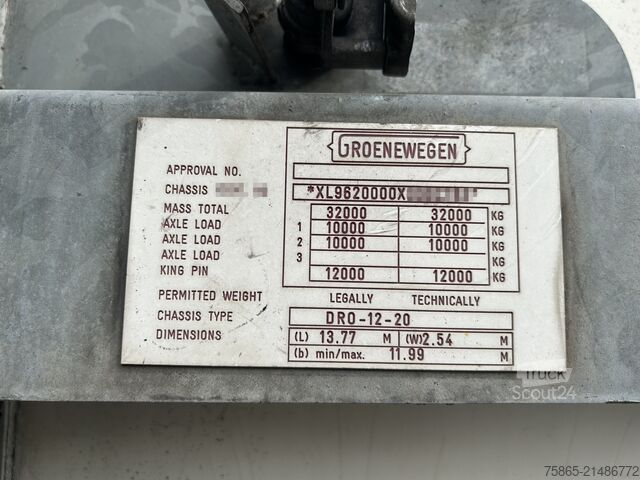 GROENEWEGEN
APPROVAL NO.
CHASSIS *XL9620000X
MASS TOTAL 32000 32000 KG
AXLE LOAD 1 10000 10000 KG
AXLE LOAD 2 10000 10000 KG
AXLE LOAD 3 KG
KING PIN 12000 12000 KG
PERMITTED WEIGHT LEGALLY TECHNICALLY
CHASSIS TYPE DRO-12-20
DIMENSIONS (L) 13.77 M (W) 2.54 M
(b) min/max. 11.99 M
Truck
Scout24
75865-21486772